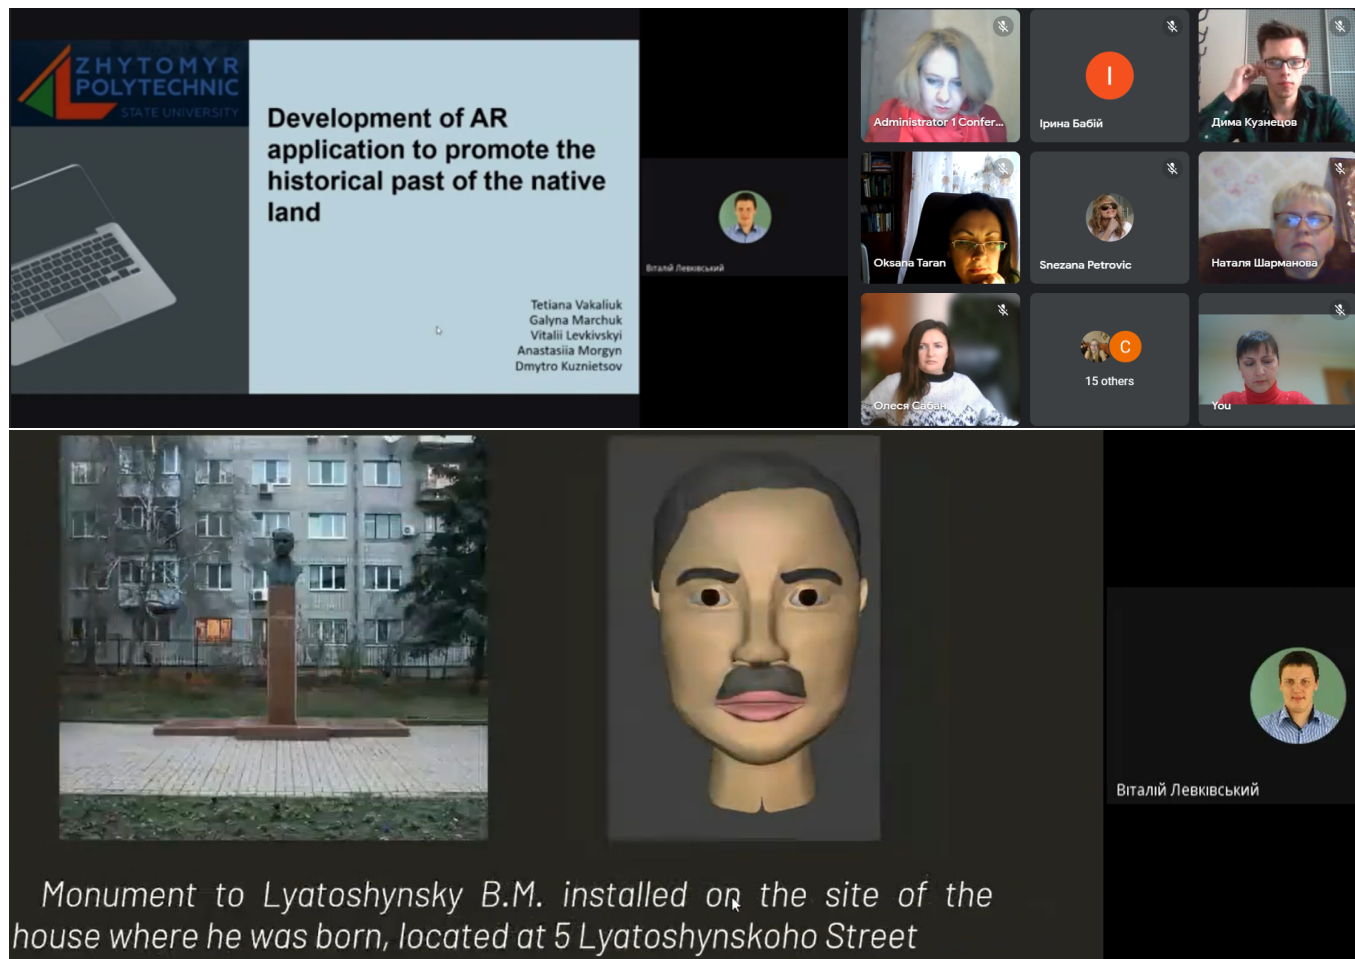 ZHYTOMYR
POLYTECHNIC
STATE UNIVERSITY
Development of AR
application to promote the
historical past of the native
land
Tetiana Vakaliuk
Galyna Marchuk
Vitalii Levkivskyi
Anastasiia Morgyn
Dmytro Kuznietsov
Віталій Левківський
Administrator 1 Confer...
I
Ірина Бабій
Дима Кузнецов
Oksana Taran
Snezana Petrovic
Наталя Шарманова
Олеся Сабан
C
15 others
You
Віталій Левківський
Monument to Lyatoshynsky B.M. installed on the site of the
house where he was born, located at 5 Lyatoshynskoho Street